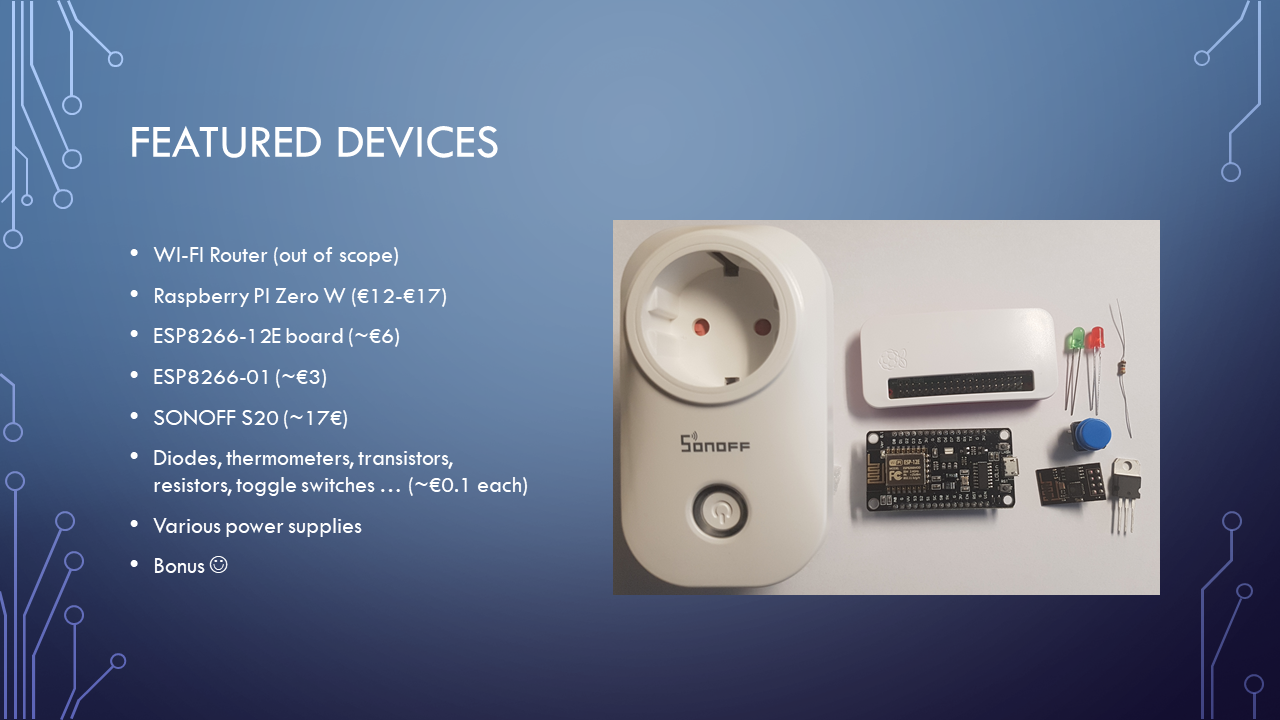 FEATURED DEVICES
• WI-FI Router (out of scope)
• Raspberry PI Zero W (€12-€17)
• ESP8266-12E board (~€6)
• ESP8266-01 (~€3)
• SONOFF S20 (~17€)
• Diodes, thermometers, transistors,
resistors, toggle switches … (~€0.1 each)
• Various power supplies
• Bonus ☺
SONOFF